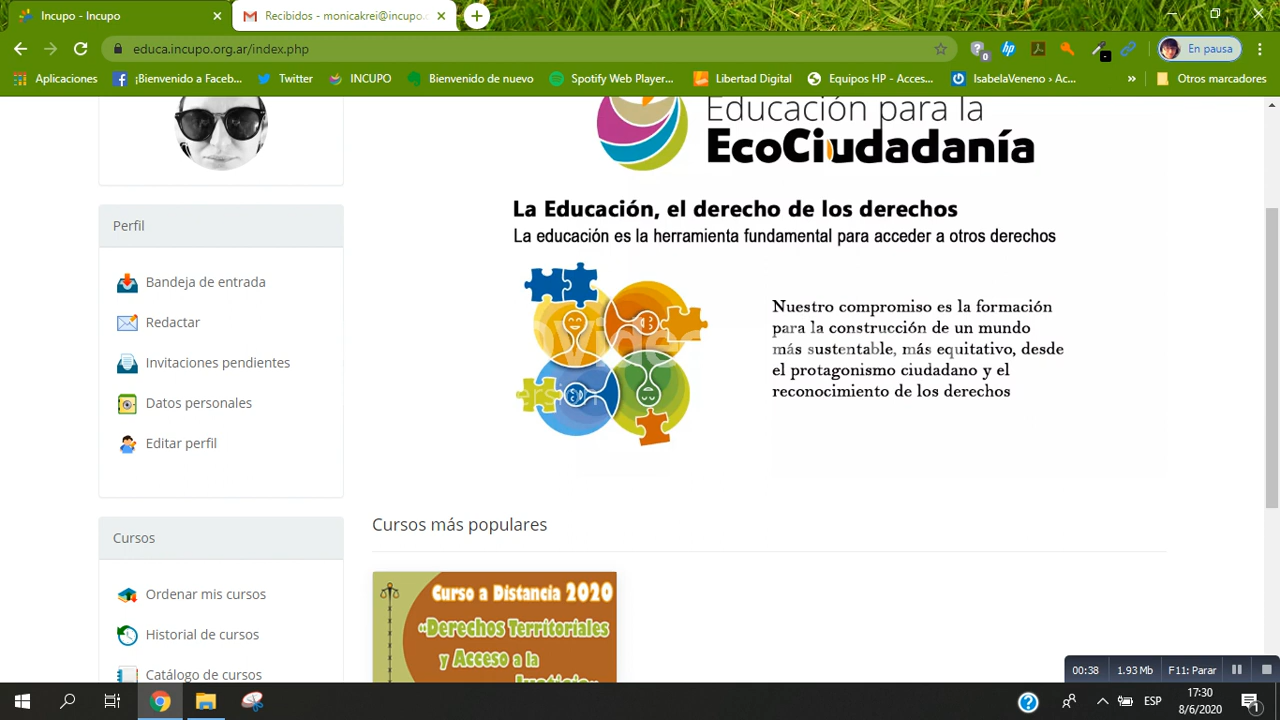 Incupo - Incupo
Recibidos - monicakrei@incupo.o
educa.incupo.org.ar/index.php
En pausa
Aplicaciones
¡Bienvenido a Faceb...
Twitter
INCUPO
Bienvenido de nuevo
Spotify Web Player...
Libertad Digital
Equipos HP - Acces...
IsabelaVeneno › Ac...
»
Otros marcadores
Educación para la
EcoCiudadanía
La Educación, el derecho de los derechos
La educación es la herramienta fundamental para acceder a otros derechos
Nuestro compromiso es la formación
para la construcción de un mundo
más sustentable, más equitativo, desde
el protagonismo ciudadano y el
reconocimiento de los derechos
Perfil
Bandeja de entrada
Redactar
Invitaciones pendientes
Datos personales
Editar perfil
Cursos
Ordenar mis cursos
Historial de cursos
Catálogo de cursos
Cursos más populares
Curso a Distancia 2020
«Derechos Territoriales
y Acceso a la
Justicia»
00:38
1.93 Mb
F11: Parar
ESP
17:30
8/6/2020